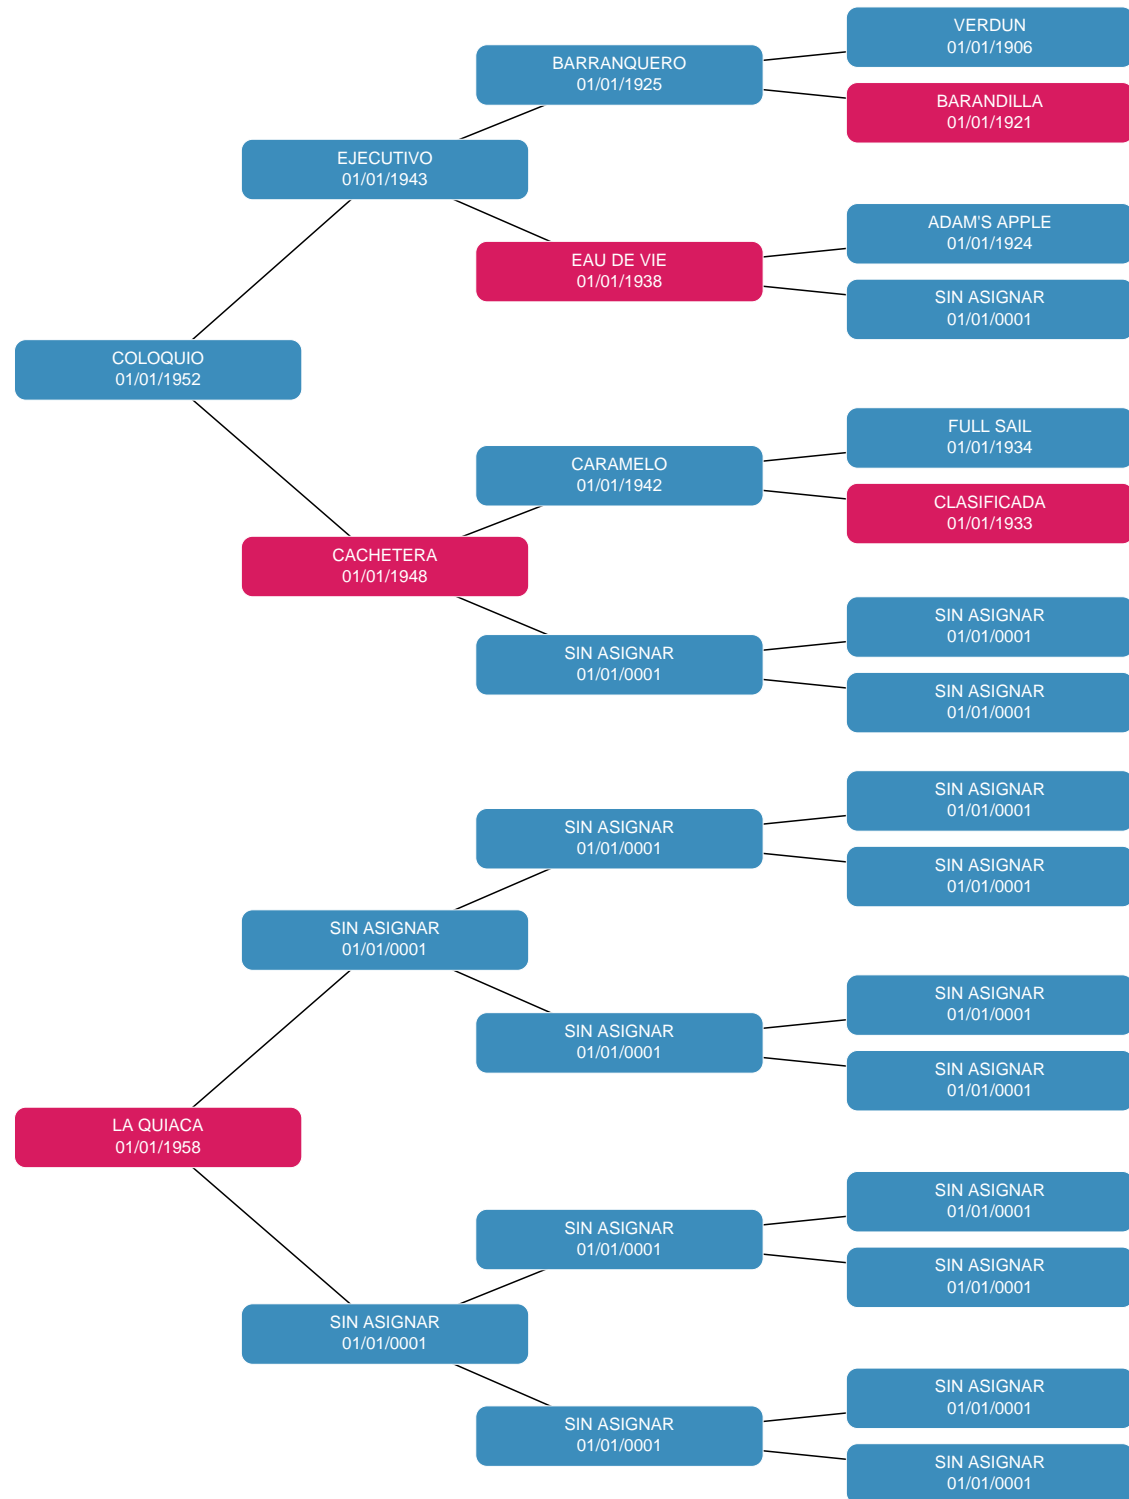 VERDUN
01/01/1906
BARRANQUERO
01/01/1925
BARANDILLA
01/01/1921
EJECUTIVO
01/01/1943
ADAM'S APPLE
01/01/1924
EAU DE VIE
01/01/1938
SIN ASIGNAR
01/01/0001
COLOQUIO
01/01/1952
FULL SAIL
01/01/1934
CARAMELO
01/01/1942
CLASIFICADA
01/01/1933
CACHETERA
01/01/1948
SIN ASIGNAR
01/01/0001
SIN ASIGNAR
01/01/0001
SIN ASIGNAR
01/01/0001
SIN ASIGNAR
01/01/0001
SIN ASIGNAR
01/01/0001
SIN ASIGNAR
01/01/0001
SIN ASIGNAR
01/01/0001
SIN ASIGNAR
01/01/0001
SIN ASIGNAR
01/01/0001
SIN ASIGNAR
01/01/0001
LA QUIACA
01/01/1958
SIN ASIGNAR
01/01/0001
SIN ASIGNAR
01/01/0001
SIN ASIGNAR
01/01/0001
SIN ASIGNAR
01/01/0001
SIN ASIGNAR
01/01/0001
SIN ASIGNAR
01/01/0001
SIN ASIGNAR
01/01/0001